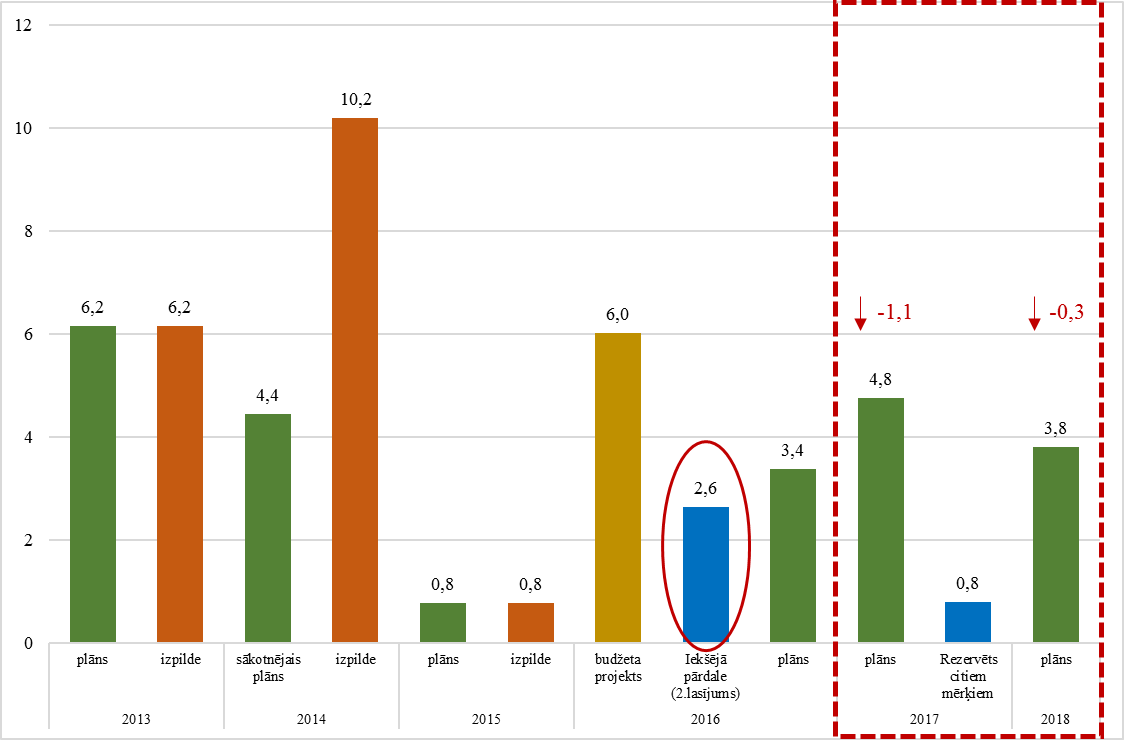 12
10
8
6
4
2
0
6,2
6,2
4,4
10,2
0,8
0,8
6,0
2,6
3,4
-1,1
4,8
0,8
-0,3
3,8
plāns
izpilde
sākotnējais
plāns
izpilde
plāns
izpilde
budžeta
projekts
Iekšējā
pārdale
(2.lasījums)
plāns
plāns
Rezervēts
citiem
mērķiem
plāns
2013
2014
2015
2016
2017
2018